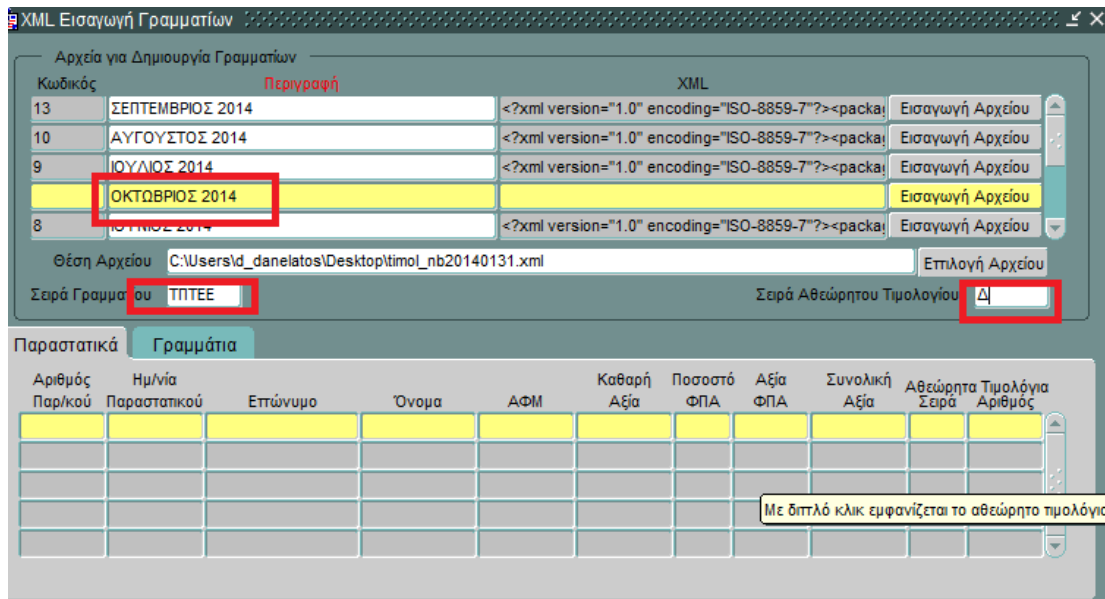 XML Εισαγωγή Γραμματίων
Αρχεία για Δημιουργία Γραμματίων
Κωδικός Περιγραφή XML
13 ΣΕΠΤΕΜΒΡΙΟΣ 2014 <?xml version="1.0" encoding="ISO-8859-7"?><packa Εισαγωγή Αρχείου
10 ΑΥΓΟΥΣΤΟΣ 2014 <?xml version="1.0" encoding="ISO-8859-7"?><packa Εισαγωγή Αρχείου
9 ΙΟΥΛΙΟΣ 2014 <?xml version="1.0" encoding="ISO-8859-7"?><packa Εισαγωγή Αρχείου
ΟΚΤΩΒΡΙΟΣ 2014 Εισαγωγή Αρχείου
8 ΙΟΥΝΙΟΣ 2014 <?xml version="1.0" encoding="ISO-8859-7"?><packa Εισαγωγή Αρχείου
Θέση Αρχείου C:\Users\d_danelatos\Desktop\timol_nb20140131.xml Επιλογή Αρχείου
Σειρά Γραμματίου ΤΠΤΕΕ Σειρά Αθεώρητου Τιμολογίου Δ
Παραστατικά Γραμμάτια
Αριθμός Ημ/νία Καθαρή Ποσοστό Αξία Συνολική Αθεώρητα Τιμολόγια
Παρ/κού Παραστατικού Επώνυμο Όνομα ΑΦΜ Αξία ΦΠΑ ΦΠΑ Αξία Σειρά Αριθμός
Με διπλό κλικ εμφανίζεται το αθεώρητο τιμολόγιο